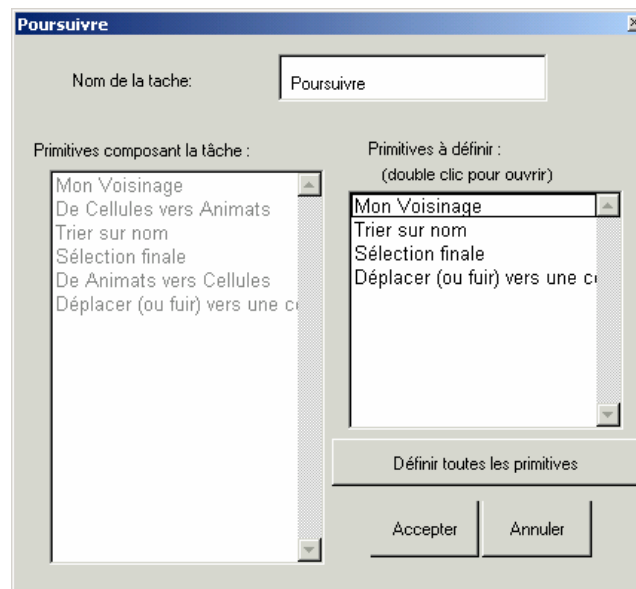 Poursuivre
Nom de la tache:
Poursuivre
Primitives composant la tâche :
Mon Voisinage
De Cellules vers Animats
Trier sur nom
Sélection finale
De Animats vers Cellules
Déplacer (ou fuir) vers une c
Primitives à définir :
(double clic pour ouvrir)
Mon Voisinage
Trier sur nom
Sélection finale
Déplacer (ou fuir) vers une c
Définir toutes les primitives
Accepter
Annuler